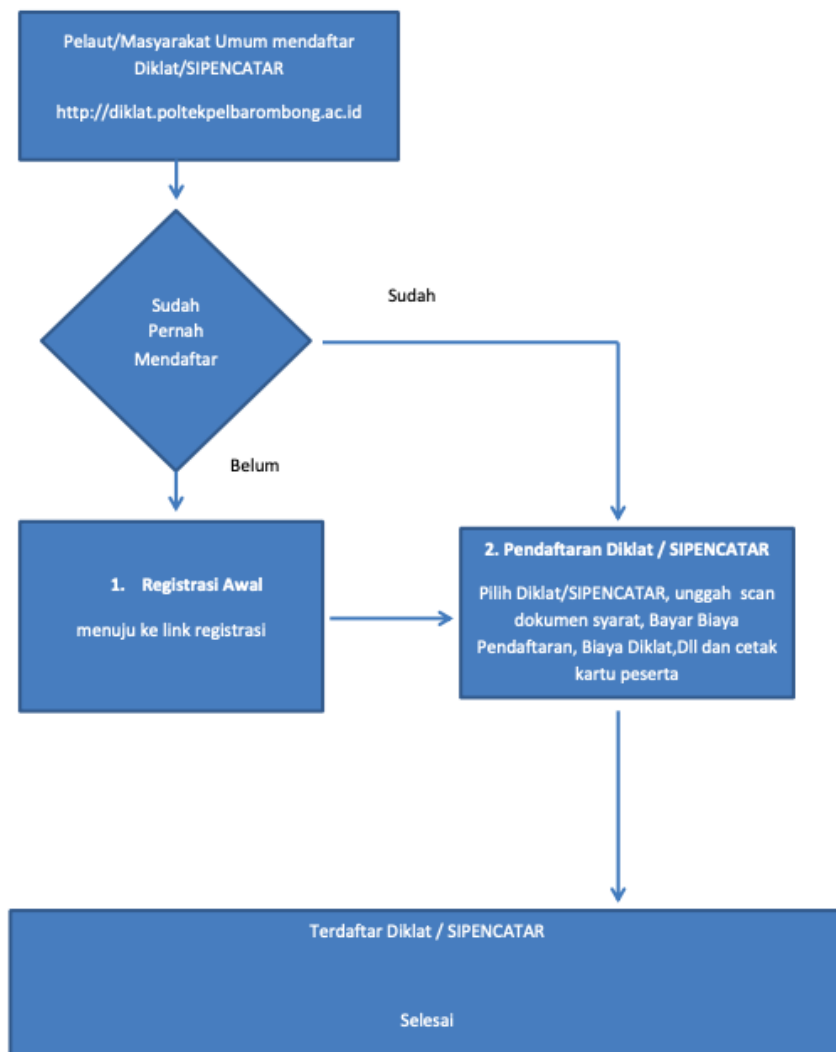 Pelaut/Masyarakat Umum mendaftar
Diklat/SIPENCATAR
http://diklat.poltekpelbarombong.ac.id
Sudah
Pernah
Mendaftar
Sudah
Belum
1. Registrasi Awal
menuju ke link registrasi
2. Pendaftaran Diklat / SIPENCATAR
Pilih Diklat/SIPENCATAR, unggah scan
dokumen syarat, Bayar Biaya
Pendaftaran, Biaya Diklat,Dll dan cetak
kartu peserta
Terdaftar Diklat / SIPENCATAR
Selesai